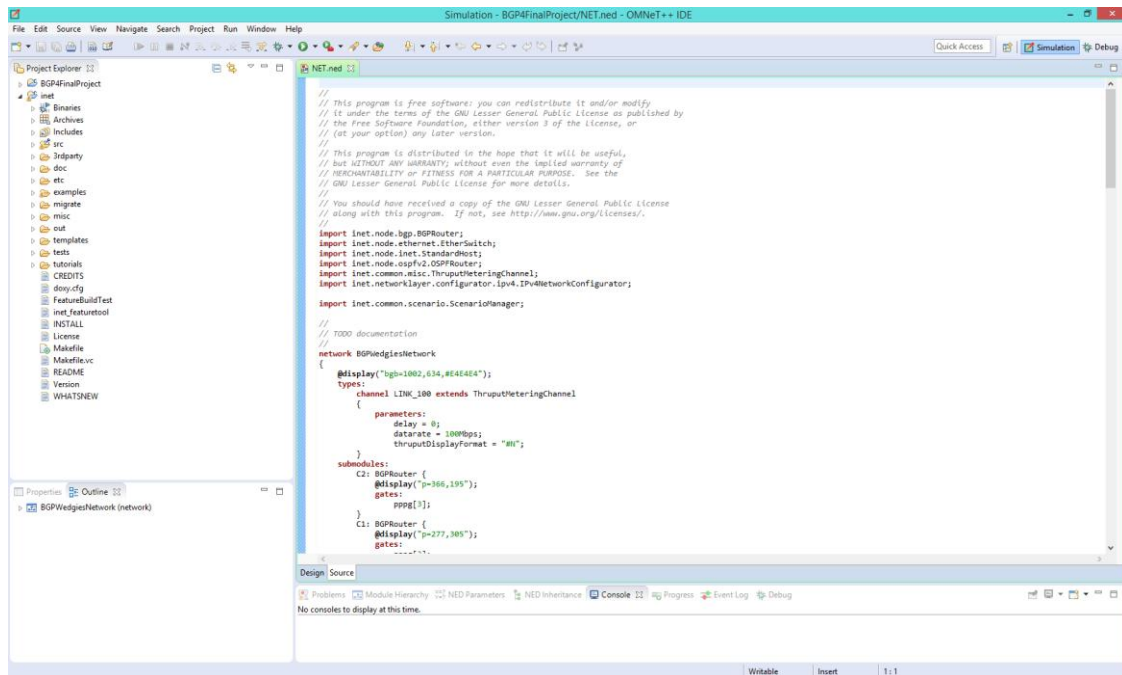 Simulation - BGP4FinalProject/NET.ned - OMNeT++ IDE
File Edit Source View Navigate Search Project Run Window Help
Quick Access
Simulation
Debug
Project Explorer
BGP4FinalProject
inet
Binaries
Archives
Includes
src
3rdparty
doc
etc
examples
migrate
misc
out
templates
tests
tutorials
CREDITS
doxy.cfg
FeatureBuildTest
inet_featuretool
INSTALL
License
Makefile
Makefile.vc
README
Version
WHATSNEW
Properties Outline
BGPWedgiesNetwork (network)
NET.ned
//
// This program is free software: you can redistribute it and/or modify
// it under the terms of the GNU Lesser General Public License as published by
// the Free Software Foundation, either version 3 of the License, or
// (at your option) any later version.
//
// This program is distributed in the hope that it will be useful,
// but WITHOUT ANY WARRANTY; without even the implied warranty of
// MERCHANTABILITY or FITNESS FOR A PARTICULAR PURPOSE. See the
// GNU Lesser General Public License for more details.
//
// You should have received a copy of the GNU Lesser General Public License
// along with this program. If not, see http://www.gnu.org/licenses/.
//
import inet.node.bgp.BGPRouter;
import inet.node.ethernet.EtherSwitch;
import inet.node.inet.StandardHost;
import inet.node.ospfv2.OSPFRouter;
import inet.common.misc.ThruputMeteringChannel;
import inet.networklayer.configurator.ipv4.IPv4NetworkConfigurator;
import inet.common.scenario.ScenarioManager;
//
// TODO documentation
//
network BGPWedgiesNetwork
{
@display("bgb=1002,634,#E4E4E4");
types:
channel LINK_100 extends ThruputMeteringChannel
{
parameters:
delay = 0;
datarate = 100Mbps;
thruputDisplayFormat = "#N";
}
submodules:
C2: BGPRouter {
@display("p=366,195");
gates:
pppg[3];
}
C1: BGPRouter {
@display("p=277,305");
gates:
Design Source
Problems Module Hierarchy NED Parameters NED Inheritance Console Progress Event Log Debug
No consoles to display at this time.
Writable Insert 1 : 1